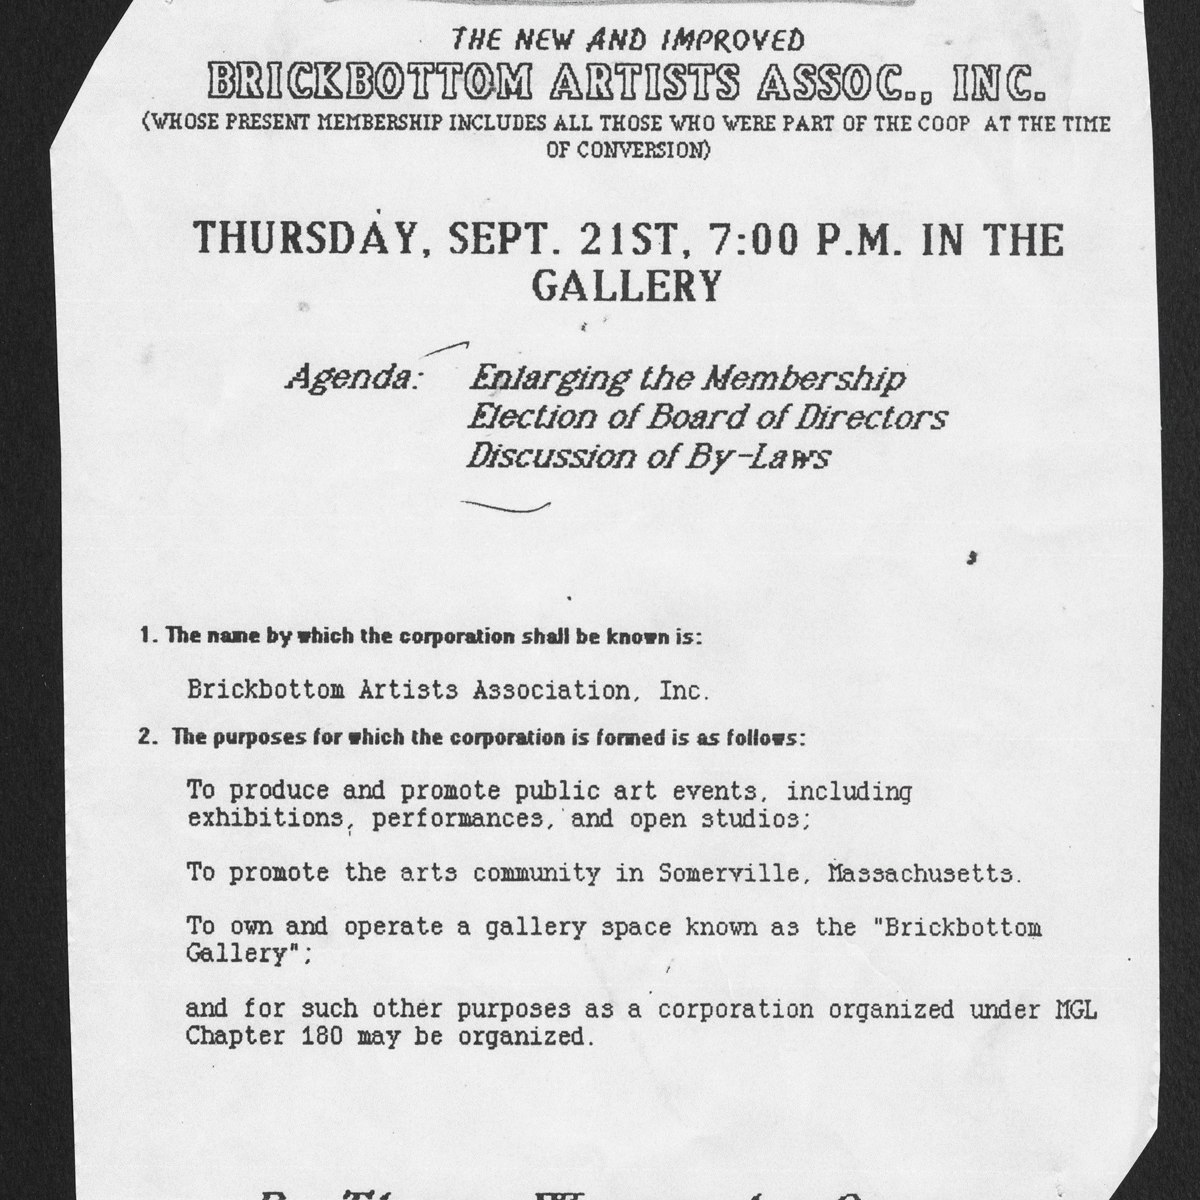 THE NEW AND IMPROVED
BRICKBOTTOM ARTISTS ASSOC., INC.
(WHOSE PRESENT MEMBERSHIP INCLUDES ALL THOSE WHO WERE PART OF THE COOP AT THE TIME
OF CONVERSION)
THURSDAY, SEPT. 21ST, 7:00 P.M. IN THE
GALLERY
Agenda: Enlarging the Membership
Election of Board of Directors
Discussion of By-Laws
1. The name by which the corporation shall be known is:
Brickbottom Artists Association, Inc.
2. The purposes for which the corporation is formed is as follows:
To produce and promote public art events, including
exhibitions, performances, and open studios;
To promote the arts community in Somerville, Massachusetts.
To own and operate a gallery space known as the "Brickbottom
Gallery";
and for such other purposes as a corporation organized under MGL
Chapter 180 may be organized.